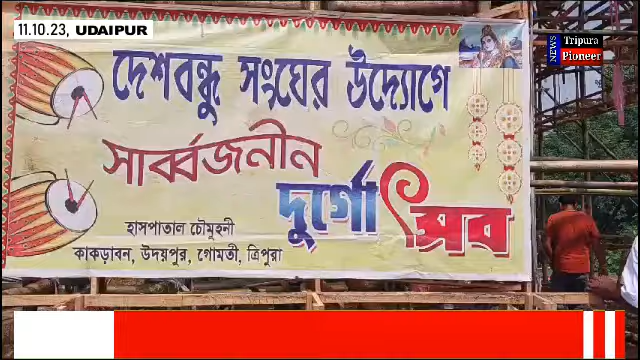 11.10.23, UDAIPUR
NEWS
Tripura
Pioneer
দেশবন্ধু সংঘের উদ্যোগে
সার্ব্বজনীন
দুর্গোৎসব
হাসপাতাল চৌমুহনী
কাকড়াবন, উদয়পুর, গোমতী, ত্রিপুরা